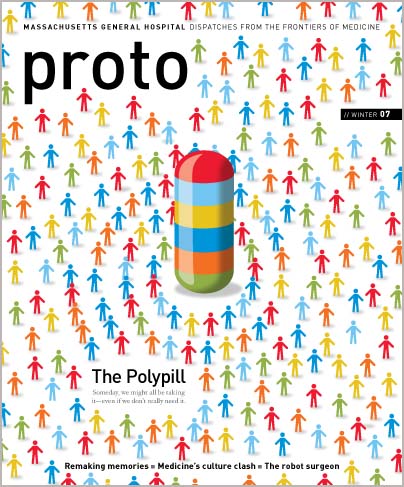 MASSACHUSETTS GENERAL HOSPITAL DISPATCHES FROM THE FRONTIERS OF MEDICINE
proto
// WINTER 07
The Polypill
Someday, we might all be taking
it—even if we don't really need it.
Remaking memories = Medicine's culture clash = The robot surgeon